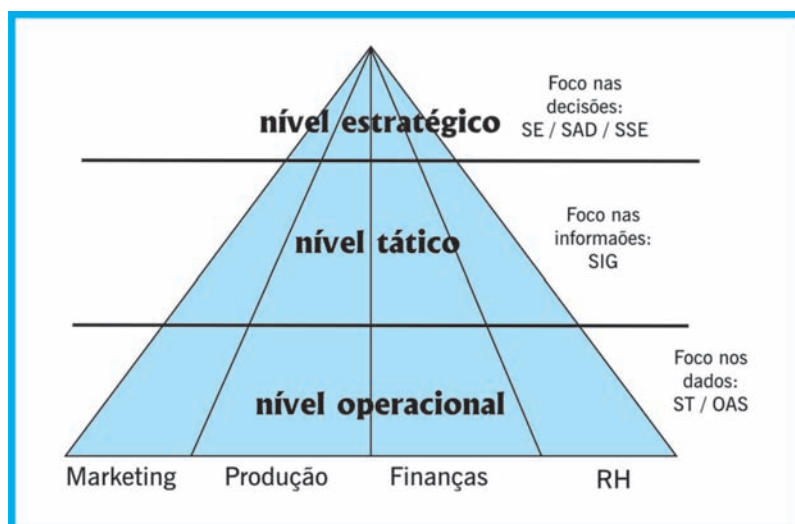 Foco nas
decisões:
SE / SAD / SSE
nível estratégico
Foco nas
informaões:
SIG
nível tático
Foco nos
dados:
ST / OAS
nível operacional
Marketing Produção Finanças RH